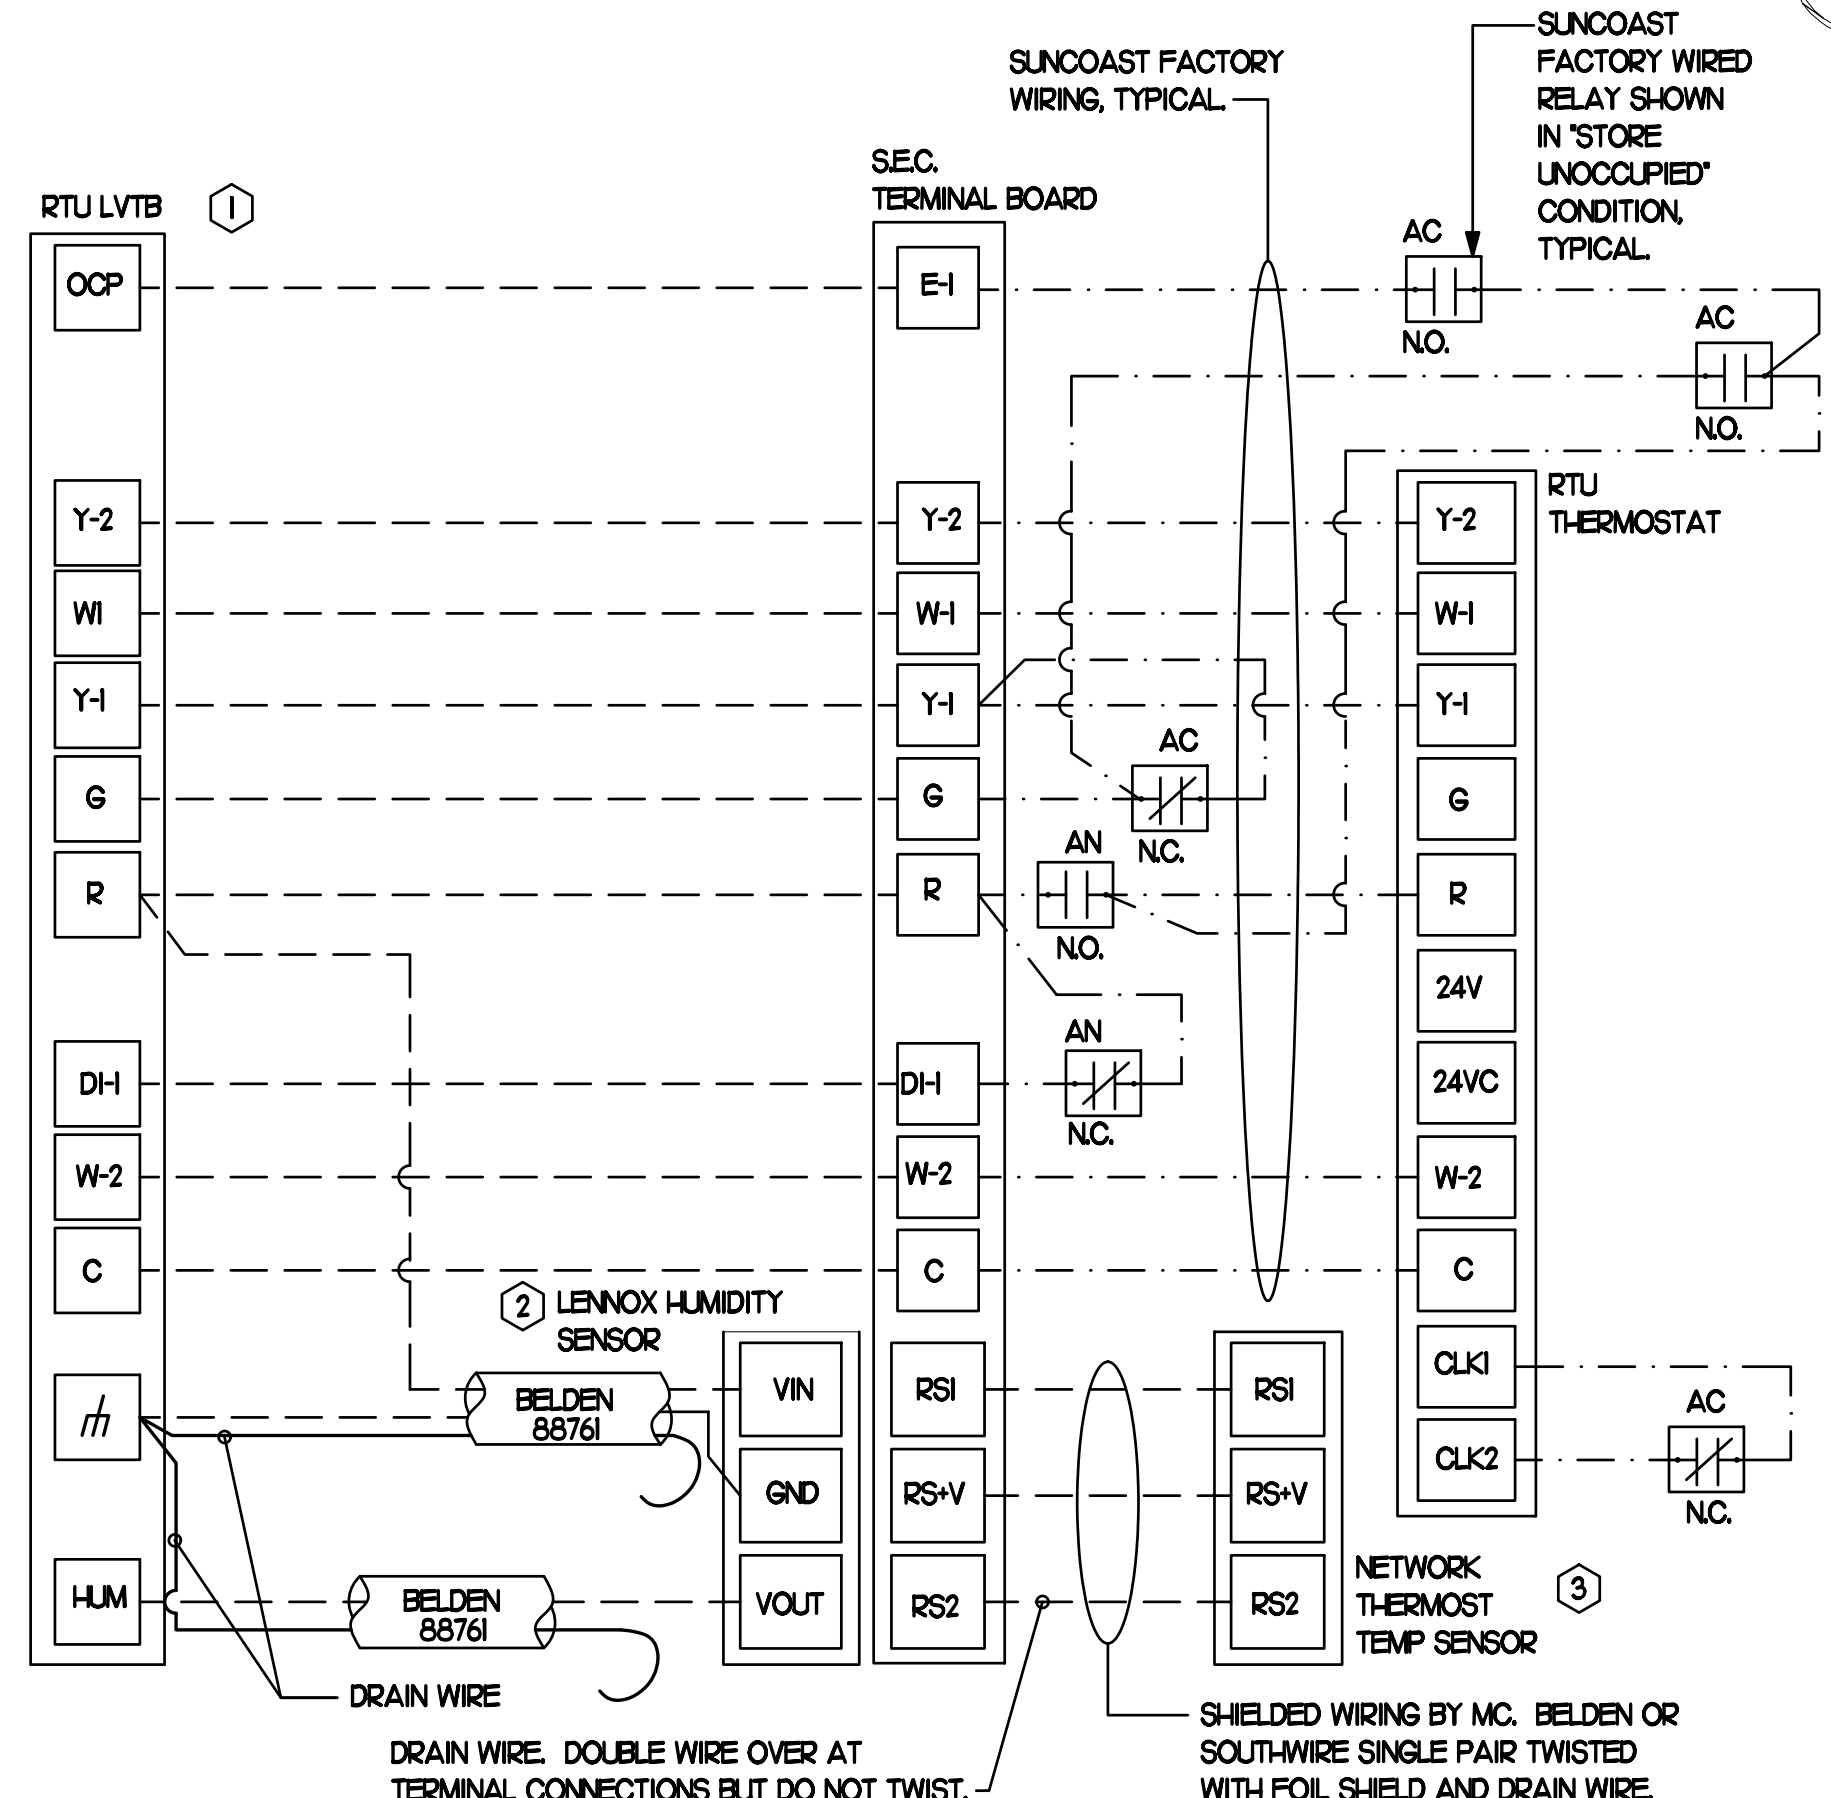 SUNCOAST
FACTORY WIRED
RELAY SHOWN
IN "STORE
UNOCCUPIED"
CONDITION,
TYPICAL.
SUNCOAST FACTORY
WIRING, TYPICAL.
S.E.C.
TERMINAL BOARD
RTU LVTB
1
OCP
E-1
AC
N.O.
AC
N.O.
RTU
THERMOSTAT
Y-2
Y-2
Y-2
W1
W-1
W-1
Y-1
Y-1
Y-1
AC
N.C.
G
G
G
AN
N.O.
R
R
R
24V
AN
N.C.
DI-1
DI-1
24VC
W-2
W-2
W-2
C
C
C
2
LENNOX HUMIDITY
SENSOR
BELDEN
88761
VIN
RS1
RS1
CLK1
AC
N.C.
CLK2
GND
RS+V
RS+V
HUM
BELDEN
88761
VOUT
RS2
RS2
NETWORK
THERMOST
TEMP SENSOR
3
DRAIN WIRE
DRAIN WIRE. DOUBLE WIRE OVER AT
TERMINAL CONNECTIONS BUT DO NOT TWIST.
SHIELDED WIRING BY MC. BELDEN OR
SOUTHWIRE SINGLE PAIR TWISTED
WITH FOIL SHIELD AND DRAIN WIRE.